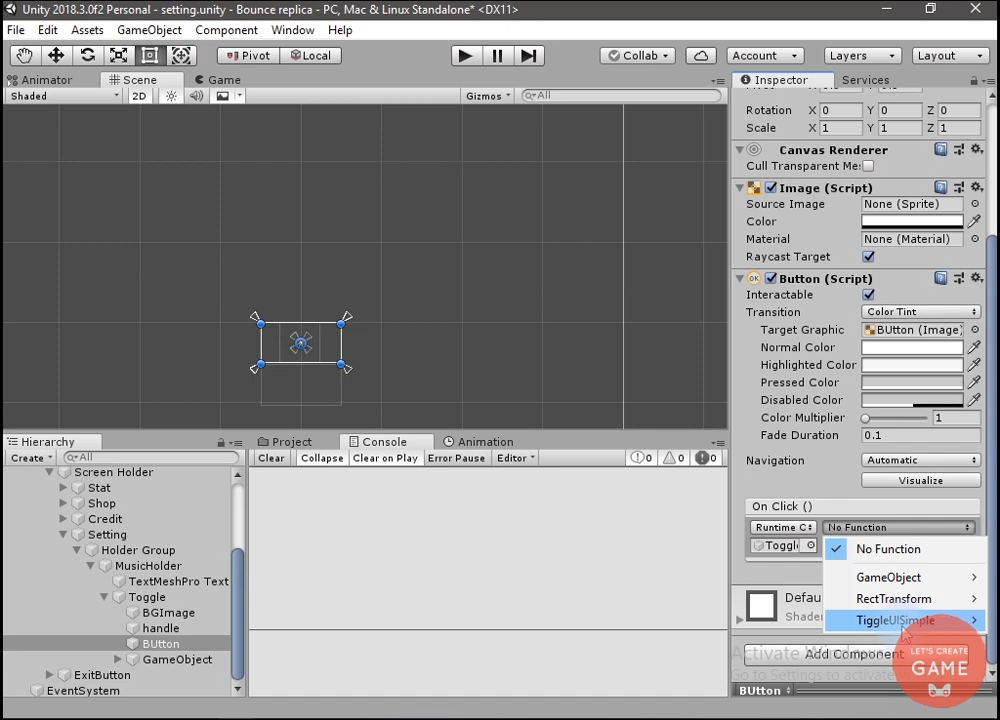 Unity 2018.3.0f2 Personal - setting.unity - Bounce replica - PC, Mac & Linux Standalone* <DX11>
File Edit Assets GameObject Component Window Help
Pivot Local Collab Account Layers Layout
Animator Scene Game Inspector Services
Shaded 2D Gizmos All
Rotation X 0 Y 0 Z 0
Scale X 1 Y 1 Z 1
Canvas Renderer
Cull Transparent Me:
Image (Script)
Source Image None (Sprite)
Color
Material None (Material)
Raycast Target
Button (Script)
Interactable
Transition Color Tint
Target Graphic BUtton (Image)
Normal Color
Highlighted Color
Pressed Color
Disabled Color
Color Multiplier 1
Fade Duration 0.1
Navigation Automatic
Visualize
On Click ()
Runtime C No Function
Toggl
No Function
GameObject
RectTransform
TiggleUISimple
Defau
Shader
Add Component
Activate Windows
Go to Settings to activate
LET'S CREATE
GAME
BUtton
Hierarchy
Create All
Screen Holder
Stat
Shop
Credit
Setting
Holder Group
MusicHolder
TextMeshPro Text
Toggle
BGImage
handle
BUtton
GameObject
ExitButton
EventSystem
Project Console Animation
Clear Collapse Clear on Play Error Pause Editor 0 0 0